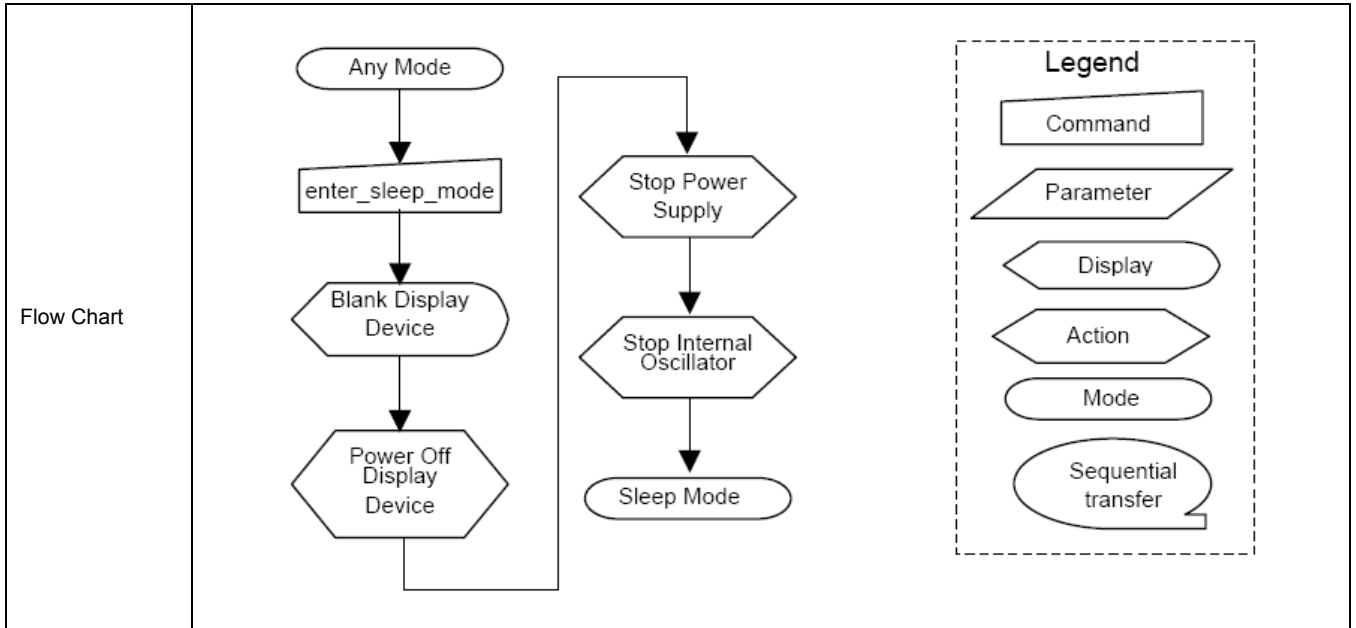 Flow Chart
Any Mode
enter_sleep_mode
Blank Display
Device
Power Off
Display
Device
Stop Power
Supply
Stop Internal
Oscillator
Sleep Mode
Legend
Command
Parameter
Display
Action
Mode
Sequential
transfer